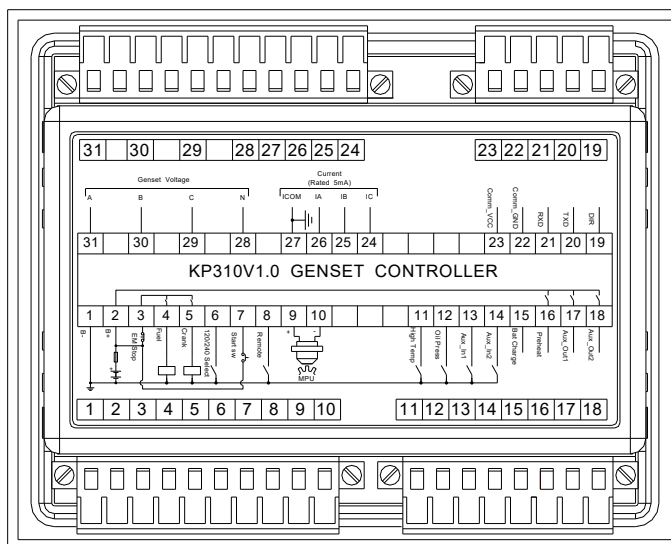 31 30 29 28 27 26 25 24 23 22 21 20 19
Genset Voltage
Current
(Rated 5mA)
A B C N ICOM IA IB IC Comm_VCC Comm_GND RXD TXD DIR
31 30 29 28 27 26 25 24 23 22 21 20 19
KP310V1.0 GENSET CONTROLLER
1 2 3 4 5 6 7 8 9 10 11 12 13 14 15 16 17 18
B- B+ EM Stop Fuel Crank 120/240 Select Start sw Remote + - High Temp Oil Press Aux_In1 Aux_In2 Bat Charge Preheat Aux_Out1 Aux_Out2
MPU
1 2 3 4 5 6 7 8 9 10 11 12 13 14 15 16 17 18